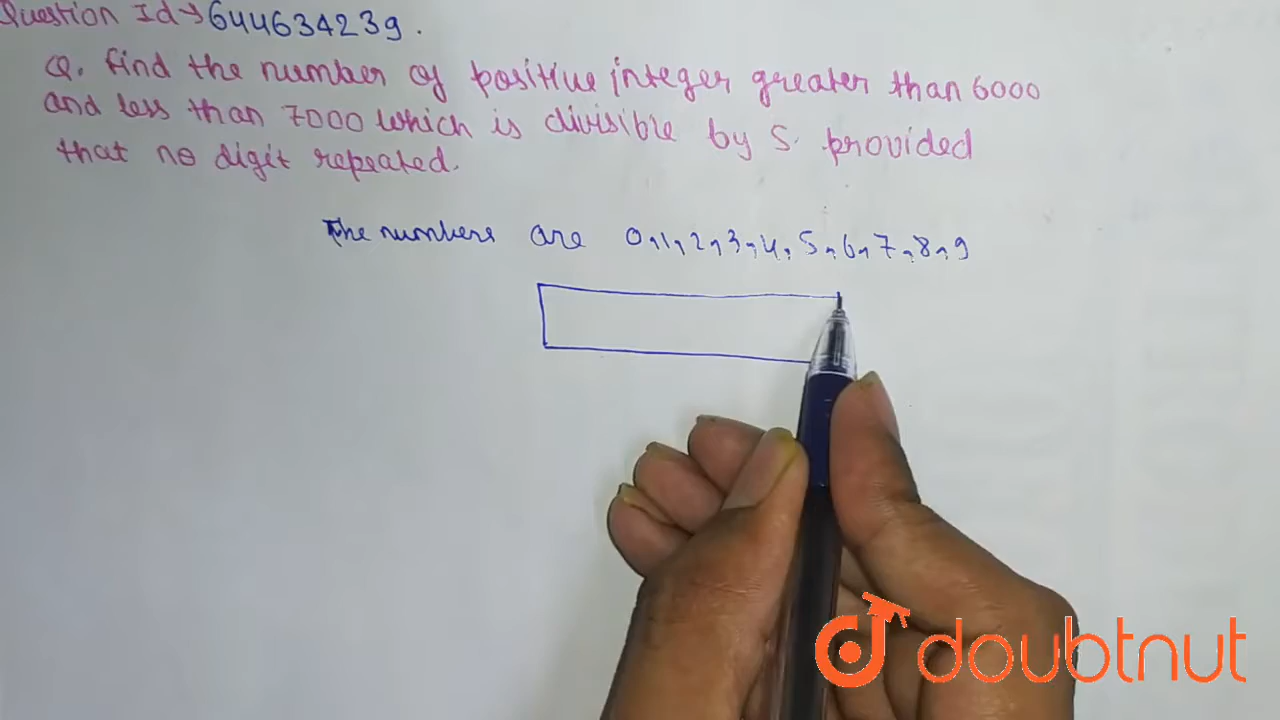 Question Id→644634239.
Q. find the number of positive integer greater than 6000
and less than 7000 which is divisible by 5. provided
that no digit repeated.
The numbers are 0,1,2,3,4,5,6,7,8,9
doubtnut